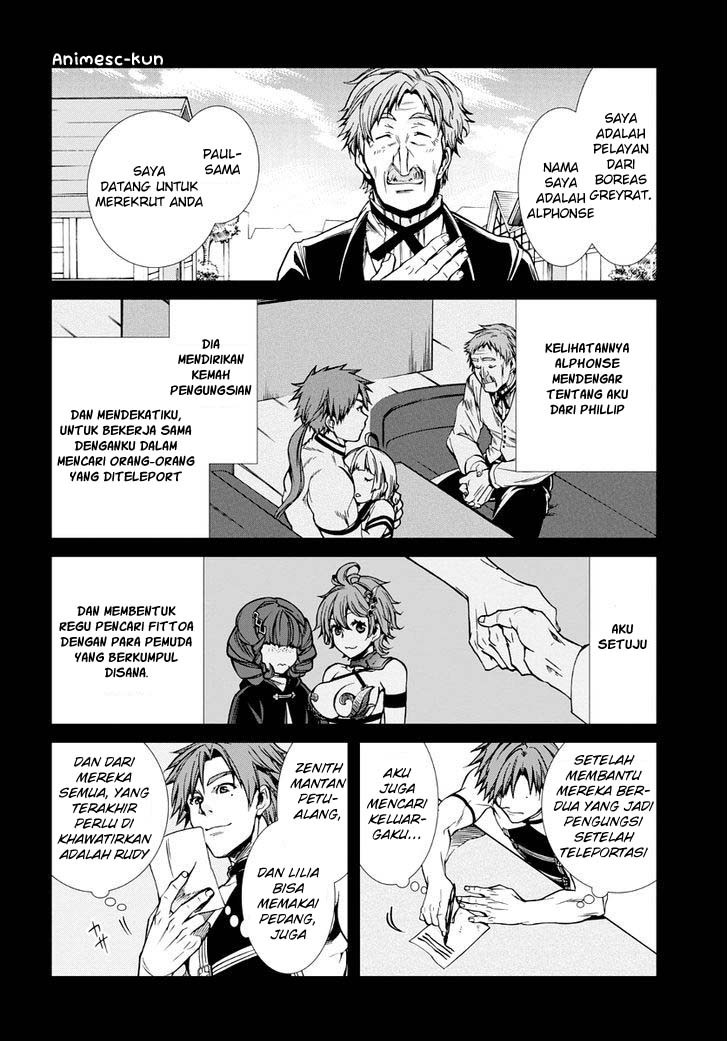 Animesc-kun
SAYA
ADALAH
PELAYAN
DARI
BOREAS
GREYRAT.
NAMA
SAYA
ADALAH
ALPHONSE
PAUL-
SAMA
SAYA
DATANG UNTUK
MEREKRUT ANDA
KELIHATANNYA
ALPHONSE
MENDENGAR
TENTANG AKU
DARI PHILLIP
DIA
MENDIRIKAN
KEMAH
PENGUNGSIAN
DAN MENDEKATIKU,
UNTUK BEKERJA SAMA
DENGANKU DALAM
MENCARI ORANG-ORANG
YANG DITELEPORT
AKU
SETUJU
DAN MEMBENTUK
REGU PENCARI FITTOA
DENGAN PARA PEMUDA
YANG BERKUMPUL
DISANA.
SETELAH
MEMBANTU
MEREKA BER-
DUA YANG JADI
PENGUNGSI
SETELAH
TELEPORTASI
AKU
JUGA
MENCARI
KELUAR-
GAKU...
ZENITH
MANTAN
PETU-
ALANG,
DAN LILIA
BISA
MEMAKAI
PEDANG,
JUGA
DAN DARI
MEREKA
SEMUA, YANG
TERAKHIR
PERLU DI
KHAWATIRKAN
ADALAH RUDY